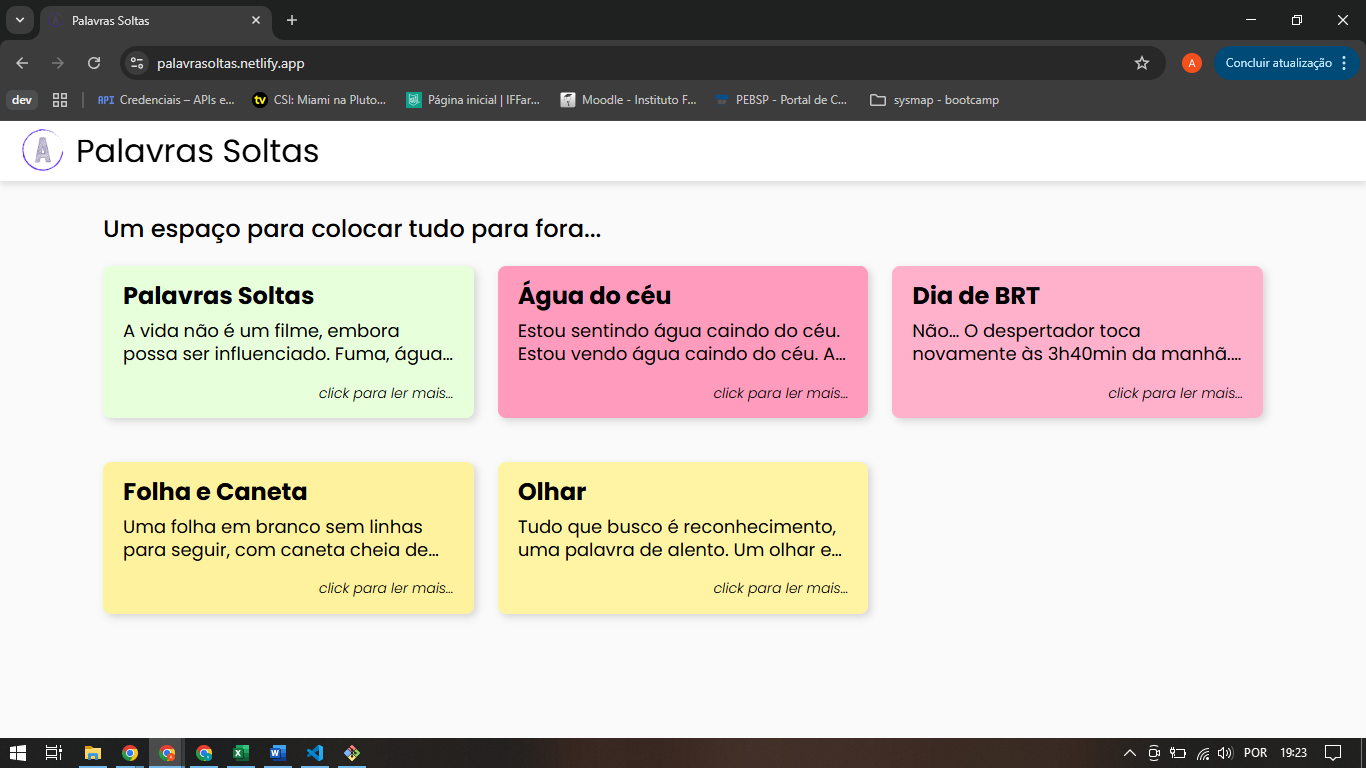 Palavras Soltas
palavrasoltas.netlify.app
A
Concluir atualização
dev
API Credenciais – APIs e...
tv CSI: Miami na Pluto...
Página inicial | IFFar...
Moodle - Instituto F...
PEBSP - Portal de C...
sysmap - bootcamp
A Palavras Soltas
Um espaço para colocar tudo para fora...
Palavras Soltas
A vida não é um filme, embora
possa ser influenciado. Fuma, água...
click para ler mais...
Água do céu
Estou sentindo água caindo do céu.
Estou vendo água caindo do céu. A...
click para ler mais...
Dia de BRT
Não... O despertador toca
novamente às 3h40min da manhã....
click para ler mais...
Folha e Caneta
Uma folha em branco sem linhas
para seguir, com caneta cheia de...
click para ler mais...
Olhar
Tudo que busco é reconhecimento,
uma palavra de alento. Um olhar e...
click para ler mais...
POR
19:23